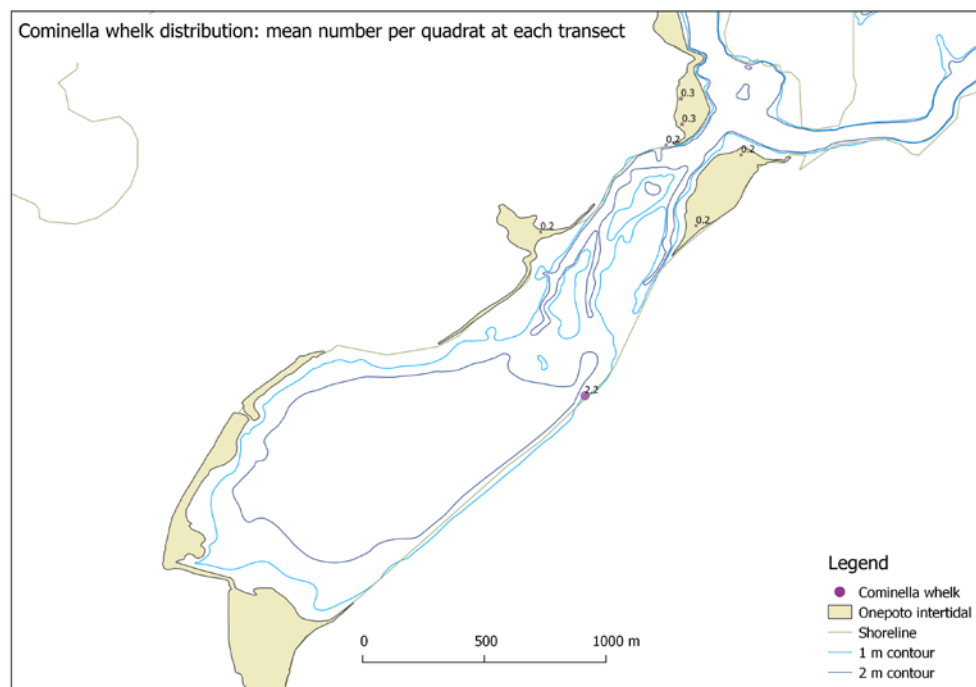 Cominella whelk distribution: mean number per quadrat at each transect
0.3
0.3
0.2
0.2
0.2
0.2
2.2
Legend
Cominella whelk
Onepoto intertidal
Shoreline
1 m contour
2 m contour
0 500 1000 m